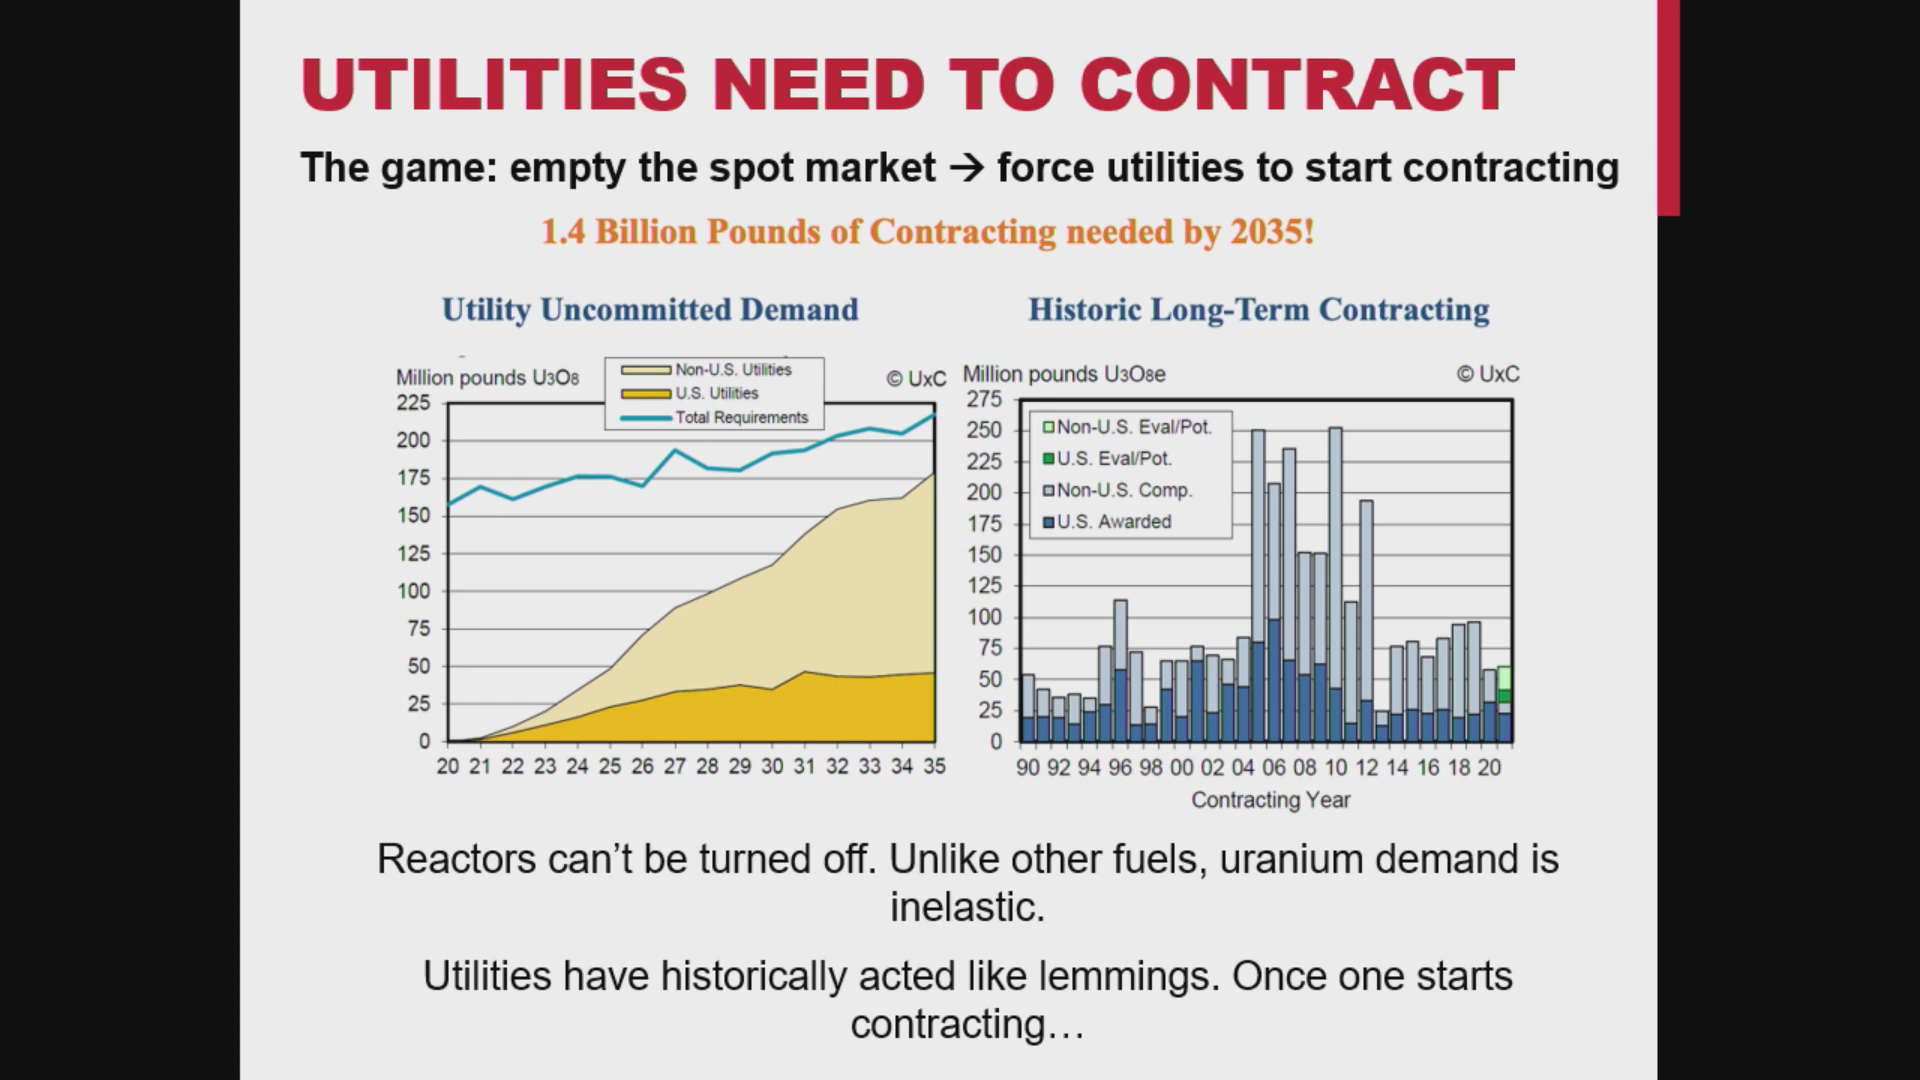 UTILITIES NEED TO CONTRACT
The game: empty the spot market → force utilities to start contracting
1.4 Billion Pounds of Contracting needed by 2035!
Utility Uncommitted Demand
Million pounds U3O8
© UxC
Non-U.S. Utilities
U.S. Utilities
Total Requirements
225
200
175
150
125
100
75
50
25
0
20 21 22 23 24 25 26 27 28 29 30 31 32 33 34 35
Historic Long-Term Contracting
Million pounds U3O8e
© UxC
Non-U.S. Eval/Pot.
U.S. Eval/Pot.
Non-U.S. Comp.
U.S. Awarded
275
250
225
200
175
150
125
100
75
50
25
0
90 92 94 96 98 00 02 04 06 08 10 12 14 16 18 20
Contracting Year
Reactors can’t be turned off. Unlike other fuels, uranium demand is
inelastic.
Utilities have historically acted like lemmings. Once one starts
contracting…